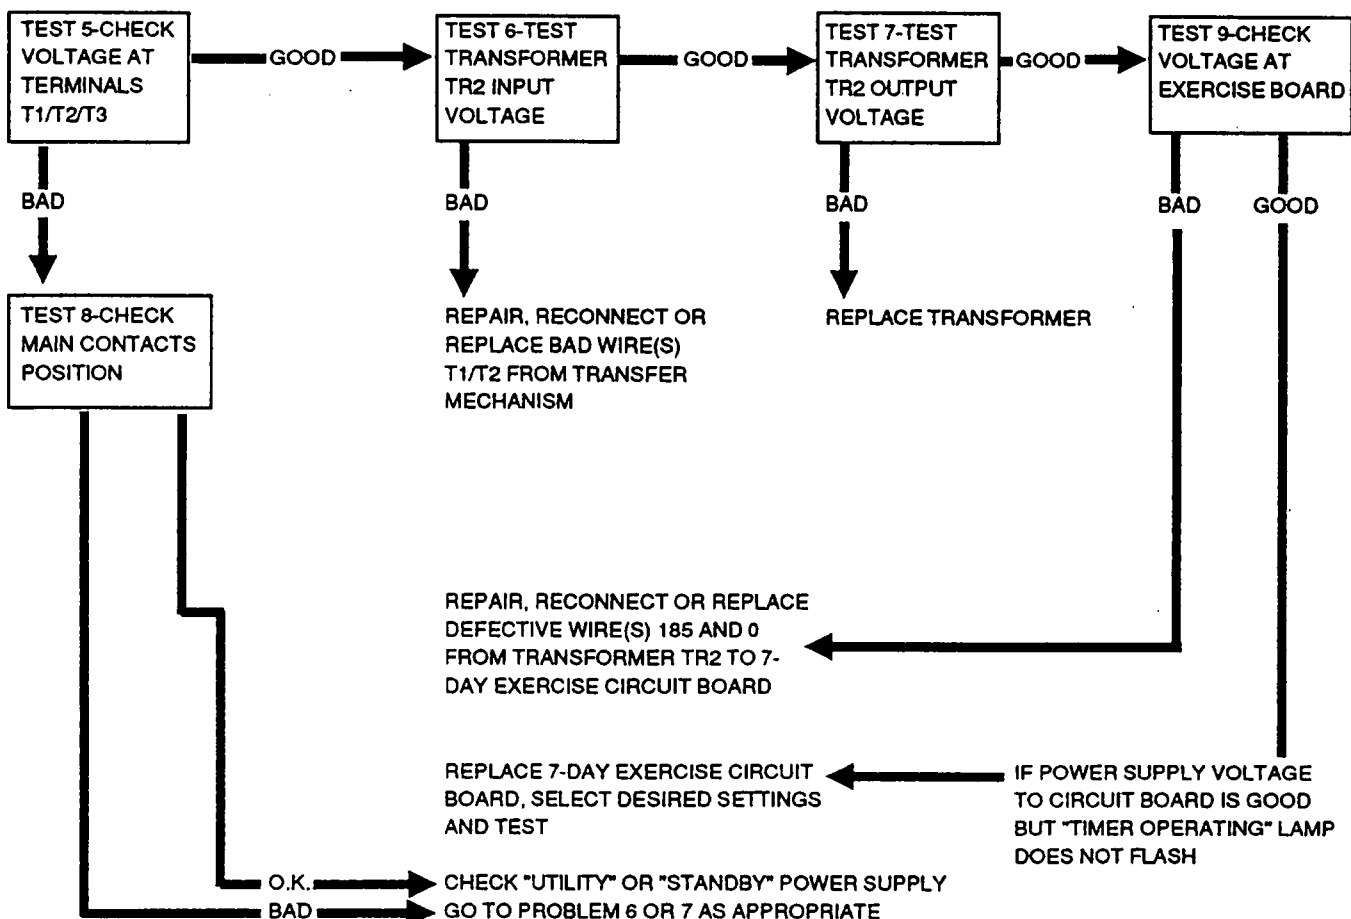 TEST 5-CHECK
VOLTAGE AT
TERMINALS
T1/T2/T3
GOOD
TEST 6-TEST
TRANSFORMER
TR2 INPUT
VOLTAGE
GOOD
TEST 7-TEST
TRANSFORMER
TR2 OUTPUT
VOLTAGE
GOOD
TEST 9-CHECK
VOLTAGE AT
EXERCISE BOARD
BAD
BAD
BAD
BAD
GOOD
TEST 8-CHECK
MAIN CONTACTS
POSITION
REPAIR, RECONNECT OR
REPLACE BAD WIRE(S)
T1/T2 FROM TRANSFER
MECHANISM
REPLACE TRANSFORMER
REPAIR, RECONNECT OR REPLACE
DEFECTIVE WIRE(S) 185 AND 0
FROM TRANSFORMER TR2 TO 7-
DAY EXERCISE CIRCUIT BOARD
REPLACE 7-DAY EXERCISE CIRCUIT
BOARD, SELECT DESIRED SETTINGS
AND TEST
IF POWER SUPPLY VOLTAGE
TO CIRCUIT BOARD IS GOOD
BUT "TIMER OPERATING" LAMP
DOES NOT FLASH
O.K.
CHECK "UTILITY" OR "STANDBY" POWER SUPPLY
BAD
GO TO PROBLEM 6 OR 7 AS APPROPRIATE